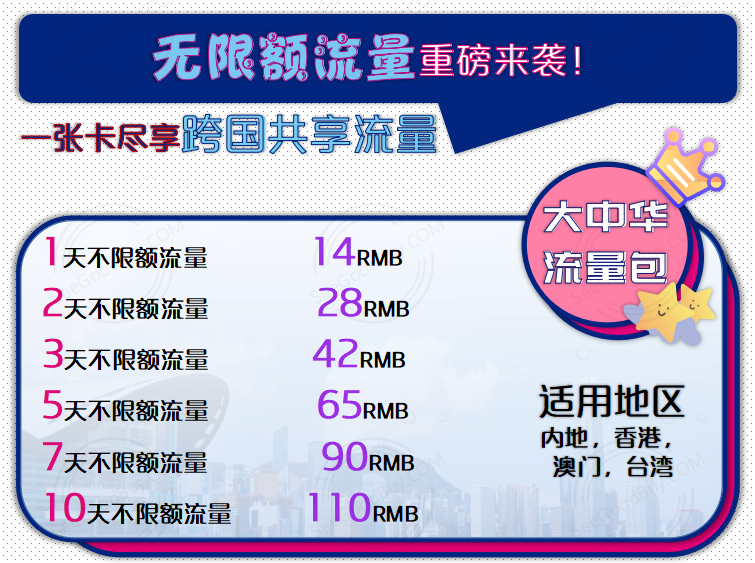 无限额流量重磅来袭！
一张卡尽享跨国共享流量
大中华
流量包
1天不限额流量 14RMB
2天不限额流量 28RMB
3天不限额流量 42RMB
5天不限额流量 65RMB
7天不限额流量 90RMB
10天不限额流量 110RMB
适用地区
内地，香港，
澳门，台湾